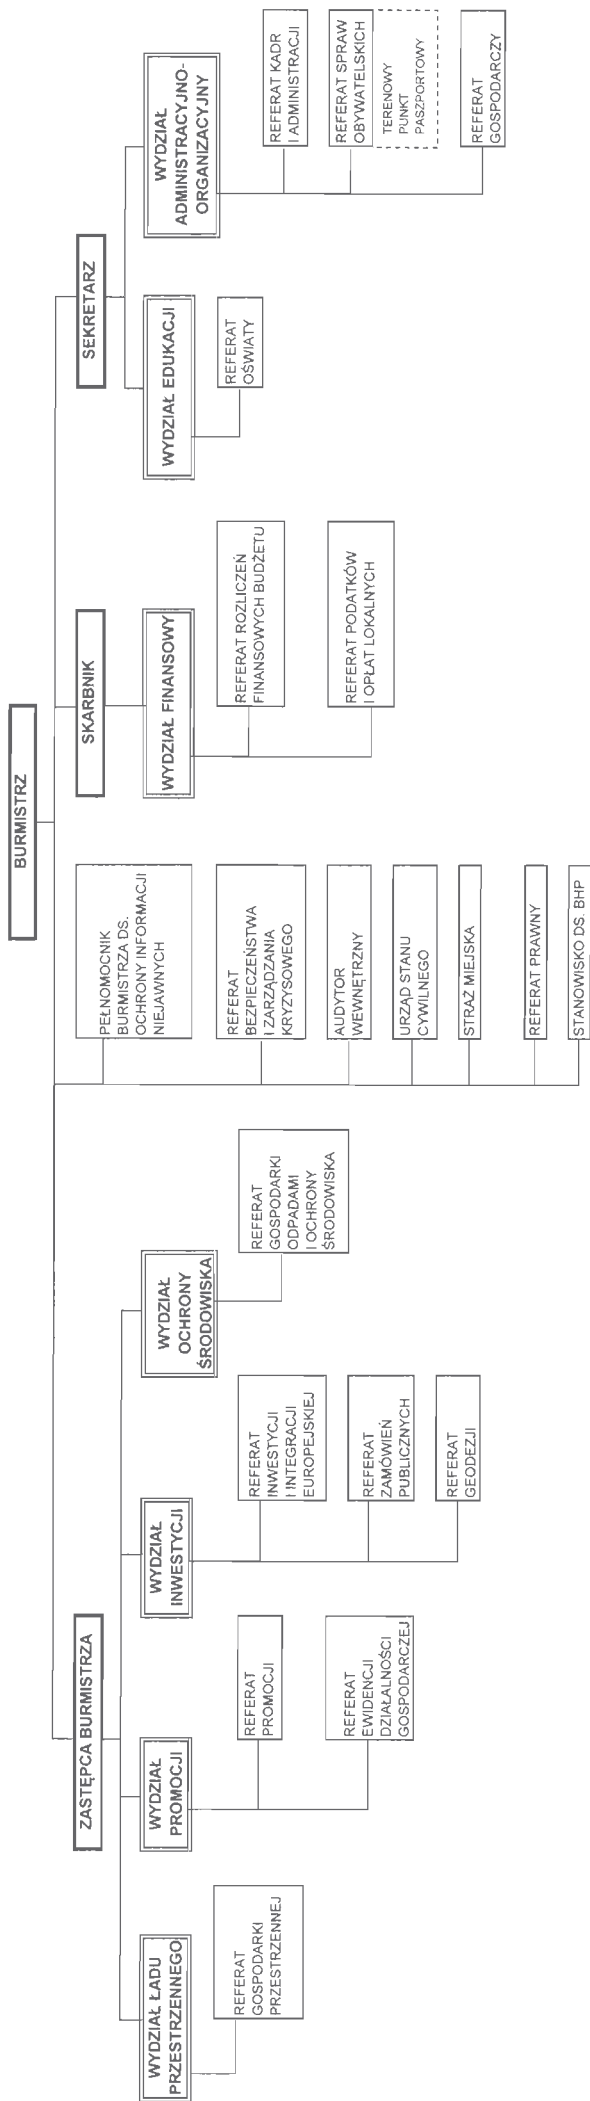 BURMISTRZ
ZASTĘPCA BURMISTRZA
WYDZIAŁ ŁADU
PRZESTRZENNEGO
REFERAT
GOSPODARKI
PRZESTRZENNEJ
WYDZIAŁ
PROMOCJI
REFERAT
PROMOCJI
REFERAT
EWIDENCJI
DZIAŁALNOŚCI
GOSPODARCZEJ
WYDZIAŁ
INWESTYCJI
REFERAT
INWESTYCJI
I INTEGRACJI
EUROPEJSKIEJ
REFERAT
ZAMÓWIEŃ
PUBLICZNYCH
REFERAT
GEODEZJI
WYDZIAŁ
OCHRONY
ŚRODOWISKA
REFERAT
GOSPODARKI
ODPADAMI
I OCHRONY
ŚRODOWISKA
PEŁNOMOCNIK
BURMISTRZA DS.
OCHRONY INFORMACJI
NIEJAWNYCH
REFERAT
BEZPIECZEŃSTWA
I ZARZĄDZANIA
KRYZYSOWEGO
AUDYTOR
WEWNĘTRZNY
URZĄD STANU
CYWILNEGO
STRAŻ MIEJSKA
REFERAT PRAWNY
STANOWISKO DS. BHP
SKARBNIK
WYDZIAŁ FINANSOWY
REFERAT ROZLICZEŃ
FINANSOWYCH BUDŻETU
REFERAT PODATKÓW
I OPŁAT LOKALNYCH
SEKRETARZ
WYDZIAŁ EDUKACJI
REFERAT
OŚWIATY
WYDZIAŁ
ADMINISTRACYJNO-
ORGANIZACYJNY
REFERAT KADR
I ADMINISTRACJI
REFERAT SPRAW
OBYWATELSKICH
TERENOWY
PUNKT
PASZPORTOWY
REFERAT
GOSPODARCZY